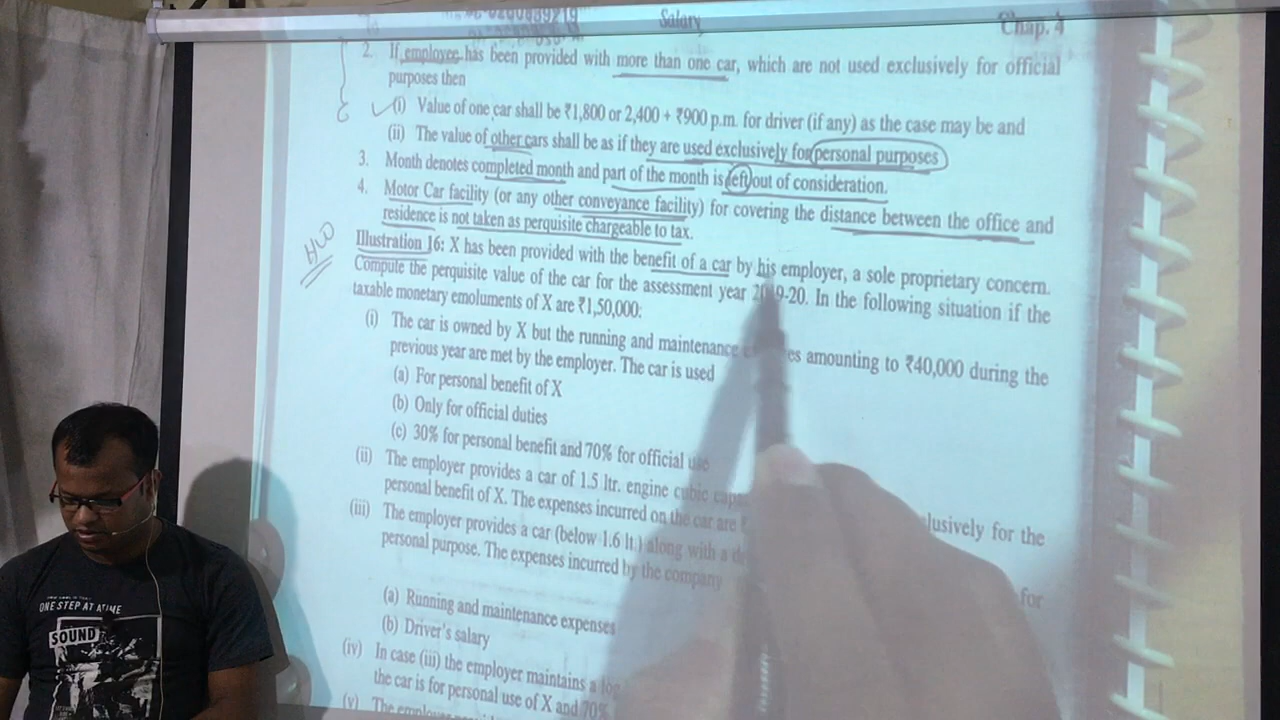 Salary
Chap. 4
2. If employee has been provided with more than one car, which are not used exclusively for official
purposes then
(i) Value of one car shall be ₹1,800 or 2,400 + ₹900 p.m. for driver (if any) as the case may be and
(ii) The value of other cars shall be as if they are used exclusively for personal purposes
3. Month denotes completed month and part of the month is left out of consideration.
4. Motor Car facility (or any other conveyance facility) for covering the distance between the office and
residence is not taken as perquisite chargeable to tax.
HW
Illustration 16: X has been provided with the benefit of a car by his employer, a sole proprietary concern.
Compute the perquisite value of the car for the assessment year 2019-20. In the following situation if the
taxable monetary emoluments of X are ₹1,50,000:
(i) The car is owned by X but the running and maintenance amounting to ₹40,000 during the
previous year are met by the employer. The car is used
(a) For personal benefit of X
(b) Only for official duties
(c) 30% for personal benefit and 70% for official use
(ii) The employer provides a car of 1.5 ltr. engine cubic
personal benefit of X. The expenses incurred on the car are for the
(iii) The employer provides a car (below 1.6 lt.) along with a for
personal purpose. The expenses incurred by the company
(a) Running and maintenance expenses
(b) Driver's salary
(iv) In case (iii) the employer maintains a log
the car is for personal use of X and 70%
(v) The
ONE STEP AT A TIME
SOUND